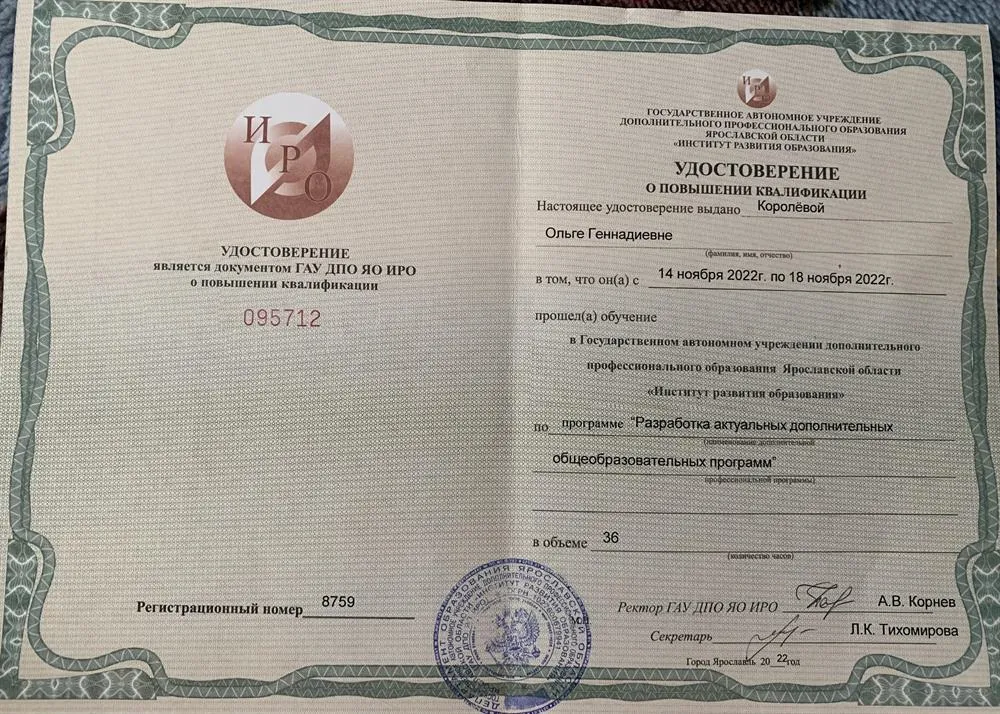 И
Р
О
УДОСТОВЕРЕНИЕ
является документом ГАУ ДПО ЯО ИРО
о повышении квалификации
095712
Регистрационный номер 8759
И
Р
О
ГОСУДАРСТВЕННОЕ АВТОНОМНОЕ УЧРЕЖДЕНИЕ
ДОПОЛНИТЕЛЬНОГО ПРОФЕССИОНАЛЬНОГО ОБРАЗОВАНИЯ
ЯРОСЛАВСКОЙ ОБЛАСТИ
«ИНСТИТУТ РАЗВИТИЯ ОБРАЗОВАНИЯ»
УДОСТОВЕРЕНИЕ
О ПОВЫШЕНИИ КВАЛИФИКАЦИИ
Настоящее удостоверение выдано Королёвой
Ольге Геннадиевне
(фамилия, имя, отчество)
в том, что он(а) с 14 ноября 2022г. по 18 ноября 2022г.
прошел(а) обучение
в Государственном автономном учреждении дополнительного
профессионального образования Ярославской области
«Институт развития образования»
по программе "Разработка актуальных дополнительных
(наименование дополнительной
общеобразовательных программ"
профессиональной программы)
в объеме 36
(количество часов)
Ректор ГАУ ДПО ЯО ИРО А.В. Корнев
Секретарь Л.К. Тихомирова
Город Ярославль 20 22 год